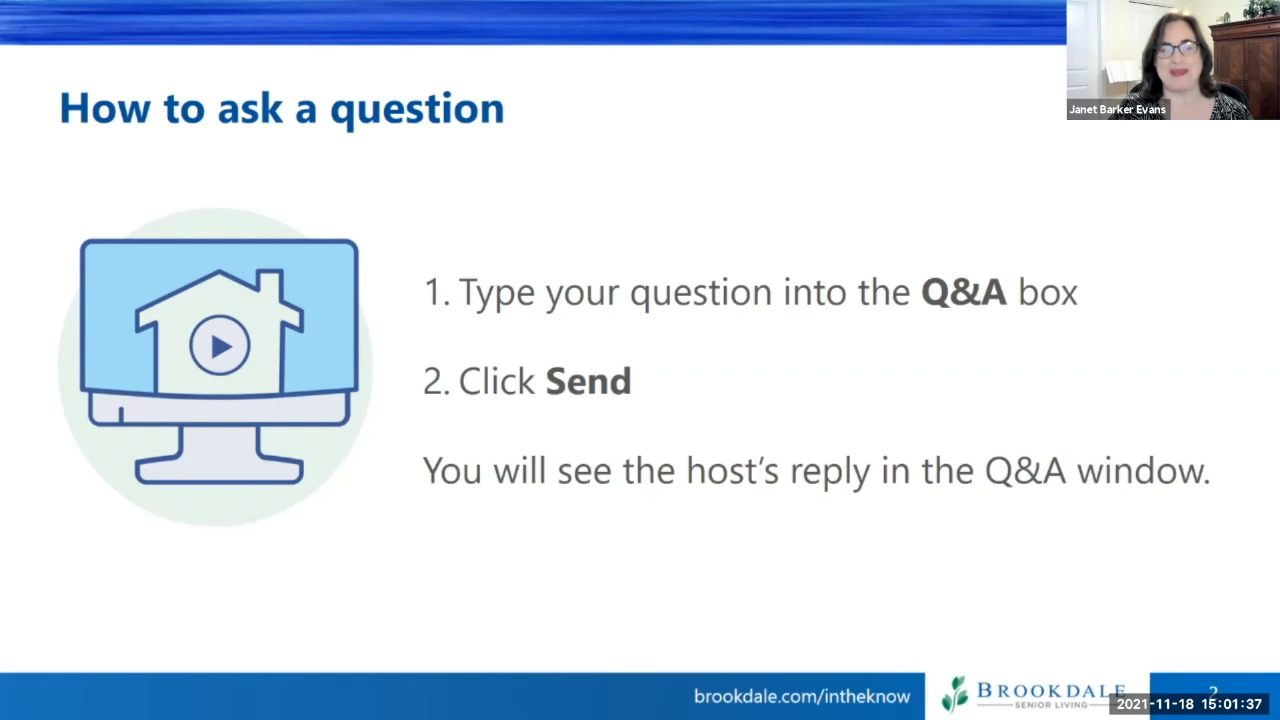 How to ask a question
Janet Barker Evans
1. Type your question into the Q&A box
2. Click Send
You will see the host's reply in the Q&A window.
brookdale.com/intheknow
BROOKDALE
SENIOR LIVING
2
2021-11-18 15:01:37